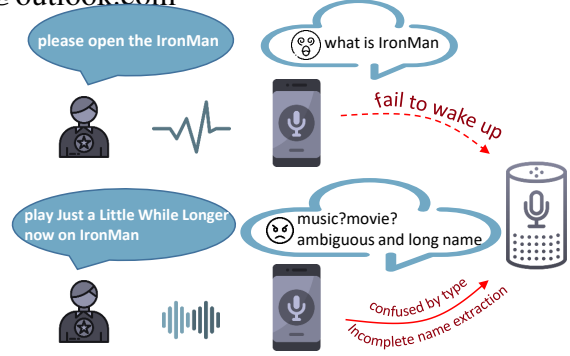 @outlook.com
please open the IronMan
what is IronMan
fail to wake up
play Just a Little While Longer
now on IronMan
music?movie?
ambiguous and long name
confused by type
Incomplete name extraction